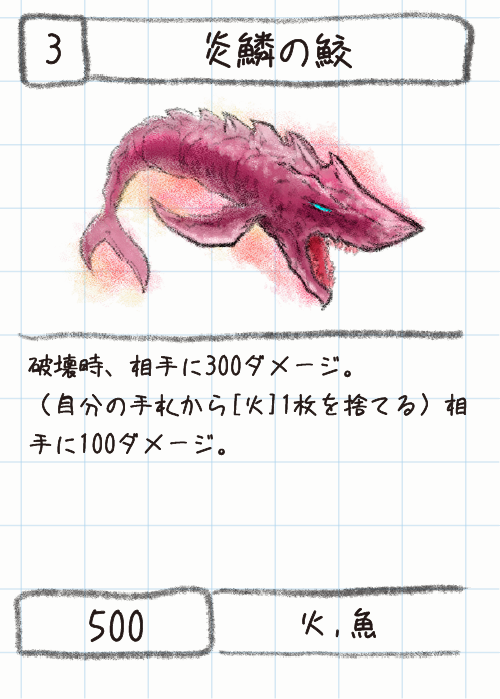 3
炎鱗の鮫
破壊時、相手に300ダメージ。
（自分の手札から[火]1枚を捨てる）相
手に100ダメージ。
500
火,魚